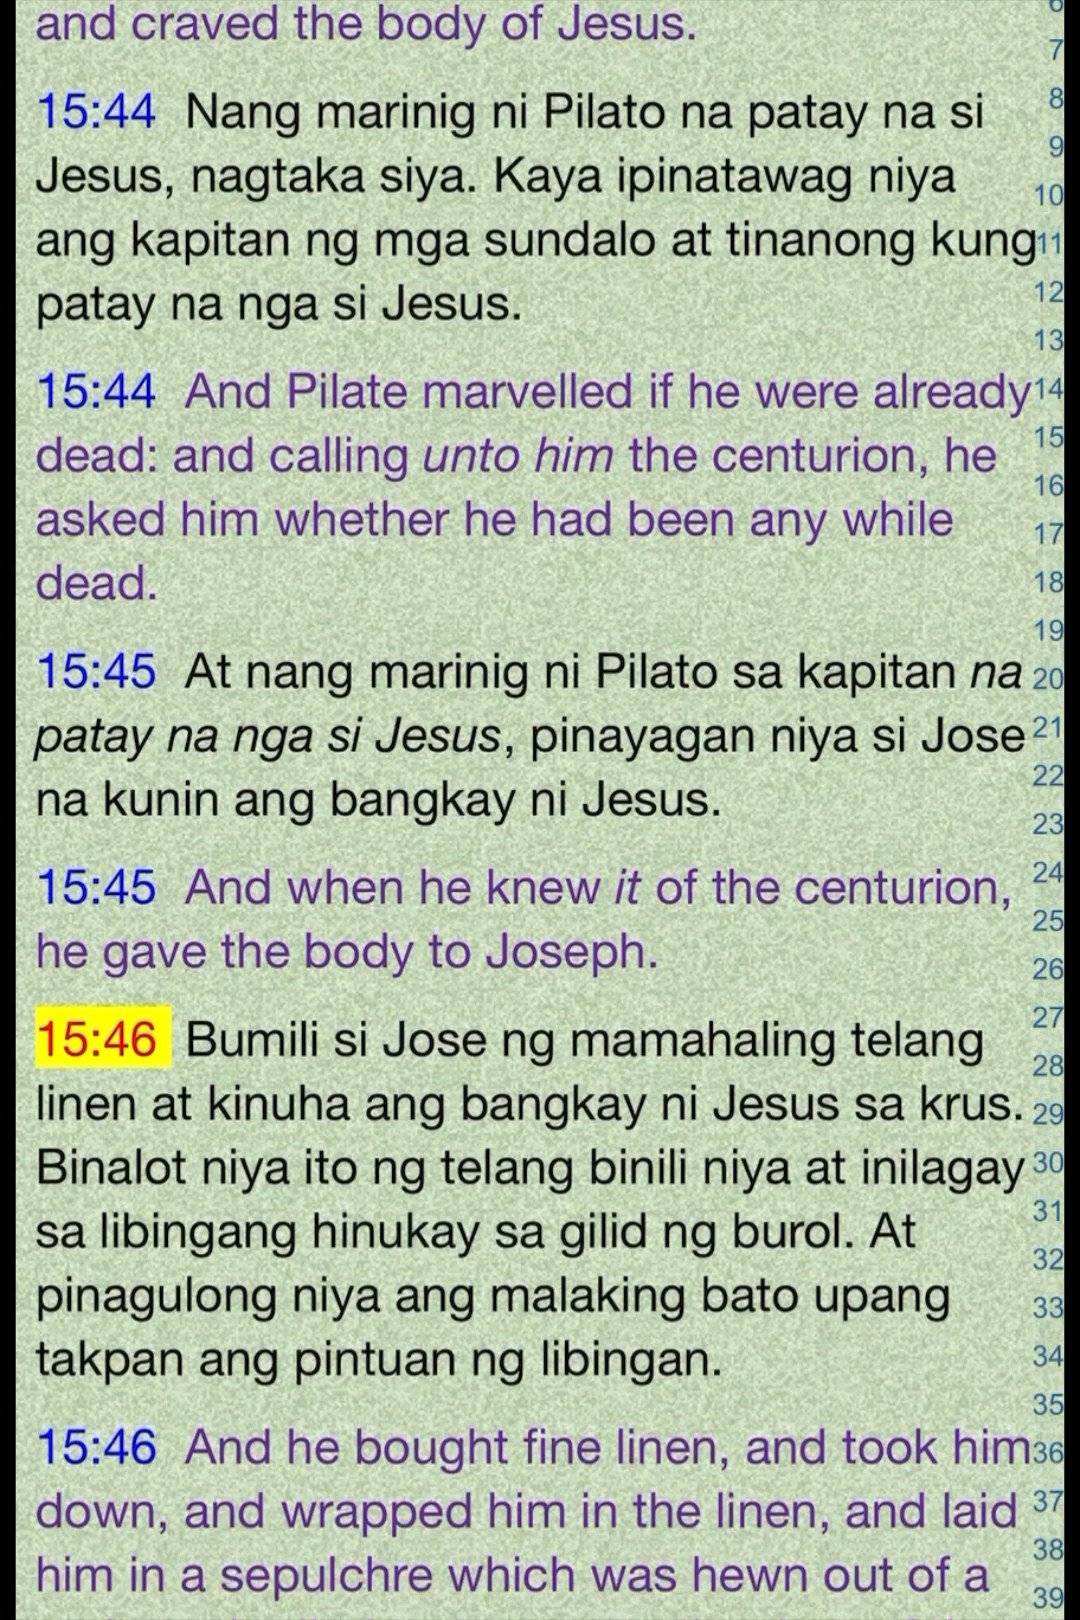 and craved the body of Jesus.
15:44 Nang marinig ni Pilato na patay na si
Jesus, nagtaka siya. Kaya ipinatawag niya
ang kapitan ng mga sundalo at tinanong kung
patay na nga si Jesus.
15:44 And Pilate marvelled if he were already
dead: and calling unto him the centurion, he
asked him whether he had been any while
dead.
15:45 At nang marinig ni Pilato sa kapitan na
patay na nga si Jesus, pinayagan niya si Jose
na kunin ang bangkay ni Jesus.
15:45 And when he knew it of the centurion,
he gave the body to Joseph.
15:46 Bumili si Jose ng mamahaling telang
linen at kinuha ang bangkay ni Jesus sa krus.
Binalot niya ito ng telang binili niya at inilagay
sa libingang hinukay sa gilid ng burol. At
pinagulong niya ang malaking bato upang
takpan ang pintuan ng libingan.
15:46 And he bought fine linen, and took him
down, and wrapped him in the linen, and laid
him in a sepulchre which was hewn out of a
6
7
8
9
10
11
12
13
14
15
16
17
18
19
20
21
22
23
24
25
26
27
28
29
30
31
32
33
34
35
36
37
38
39